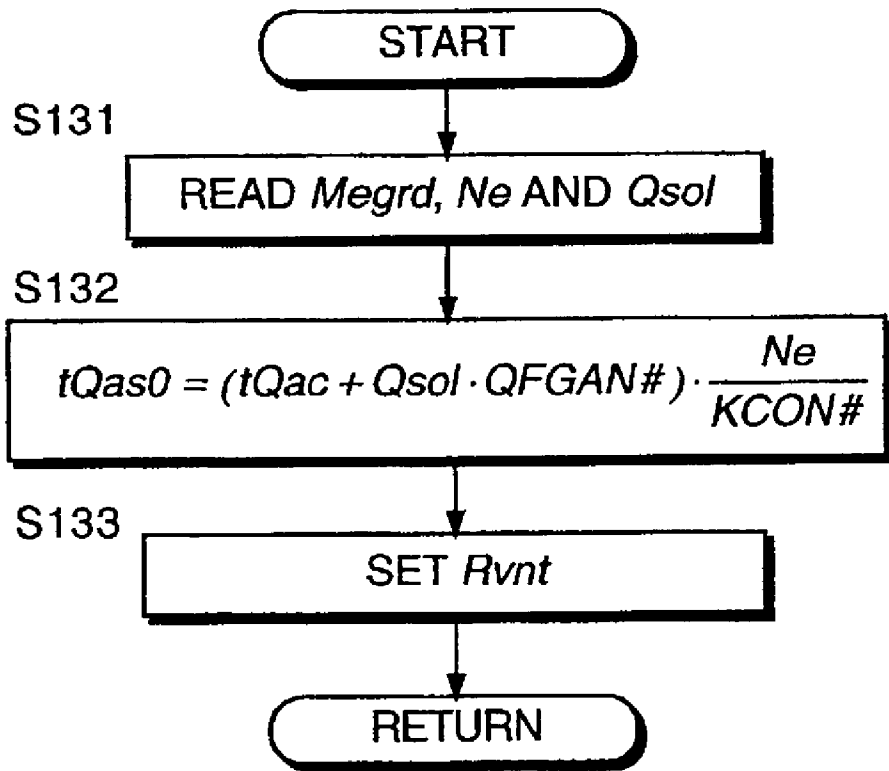 START
S131
READ Megrd, Ne AND Qsol
S132
tQas0 = (tQac + Qsol · QFGAN#) · Ne / KCON#
S133
SET Rvnt
RETURN